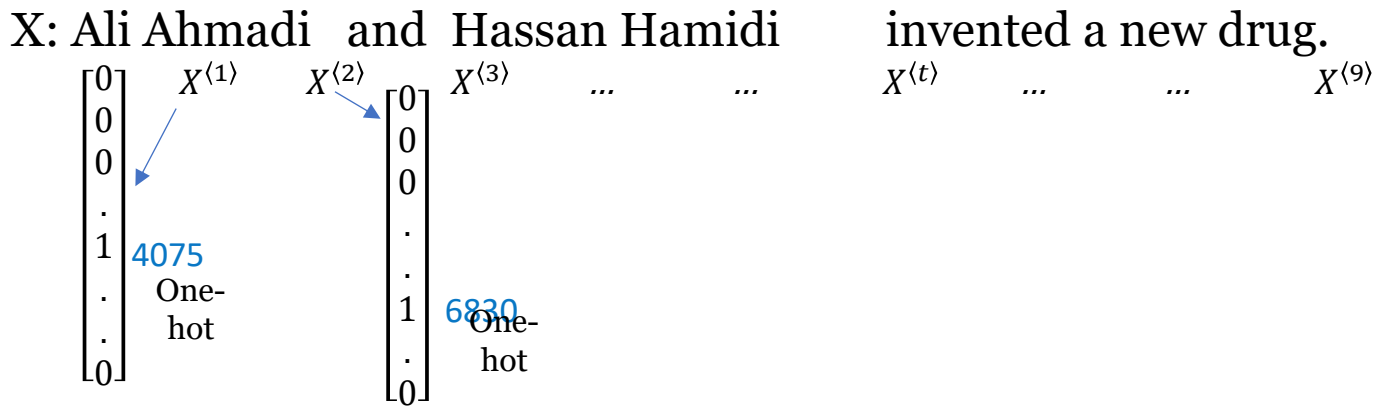 X: Ali Ahmadi and Hassan Hamidi invented a new drug.
X⟨1⟩ X⟨2⟩ X⟨3⟩ ... ... X⟨t⟩ ... ... X⟨9⟩
0 0
0 0
0 0
. .
1 4075 .
. One-hot 1 6830 One-hot
. .
0 0